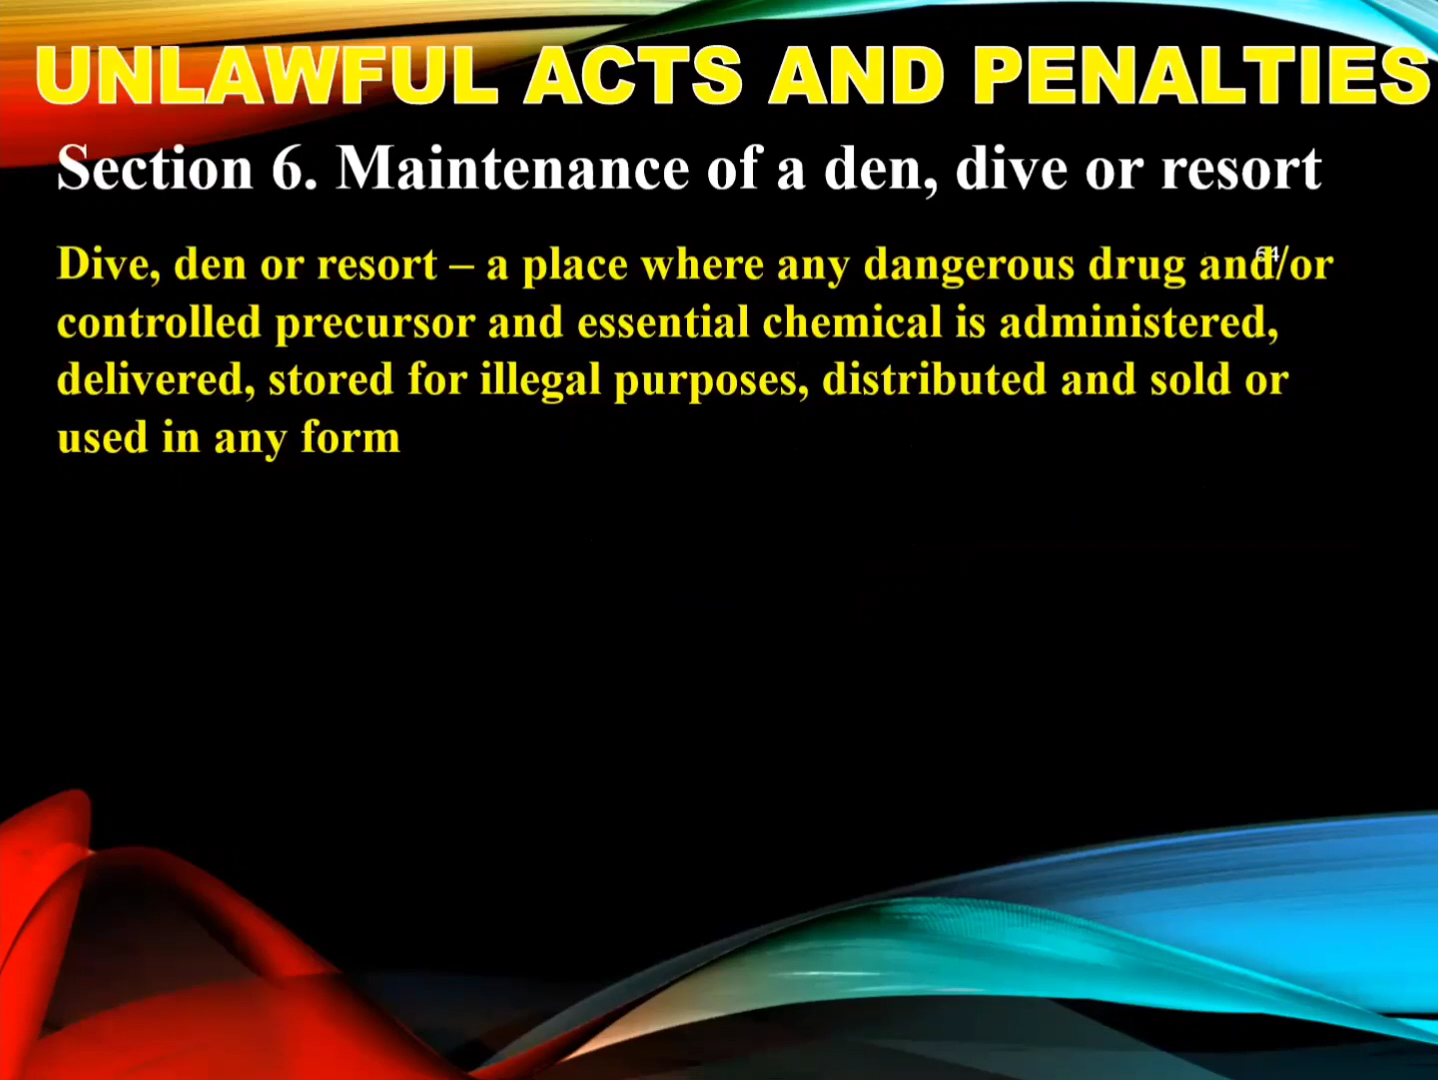 UNLAWFUL ACTS AND PENALTIES
Section 6. Maintenance of a den, dive or resort
64
Dive, den or resort – a place where any dangerous drug and/or
controlled precursor and essential chemical is administered,
delivered, stored for illegal purposes, distributed and sold or
used in any form